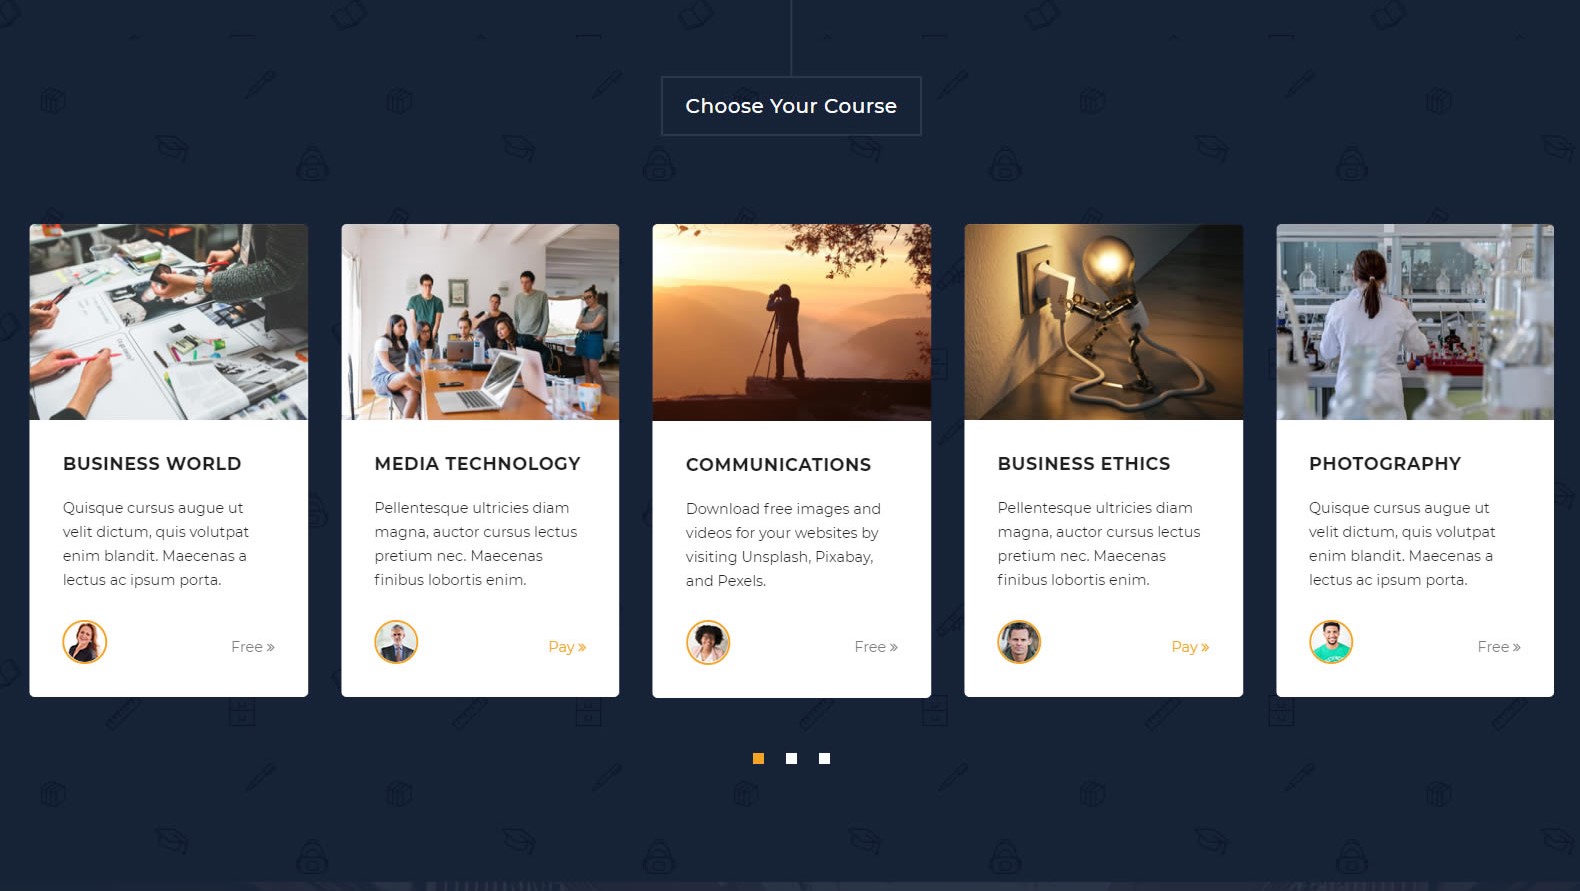 Choose Your Course
BUSINESS WORLD
Quisque cursus augue ut
velit dictum, quis volutpat
enim blandit. Maecenas a
lectus ac ipsum porta.
Free »
MEDIA TECHNOLOGY
Pellentesque ultricies diam
magna, auctor cursus lectus
pretium nec. Maecenas
finibus lobortis enim.
Pay »
COMMUNICATIONS
Download free images and
videos for your websites by
visiting Unsplash, Pixabay,
and Pexels.
Free »
BUSINESS ETHICS
Pellentesque ultricies diam
magna, auctor cursus lectus
pretium nec. Maecenas
finibus lobortis enim.
Pay »
PHOTOGRAPHY
Quisque cursus augue ut
velit dictum, quis volutpat
enim blandit. Maecenas a
lectus ac ipsum porta.
Free »